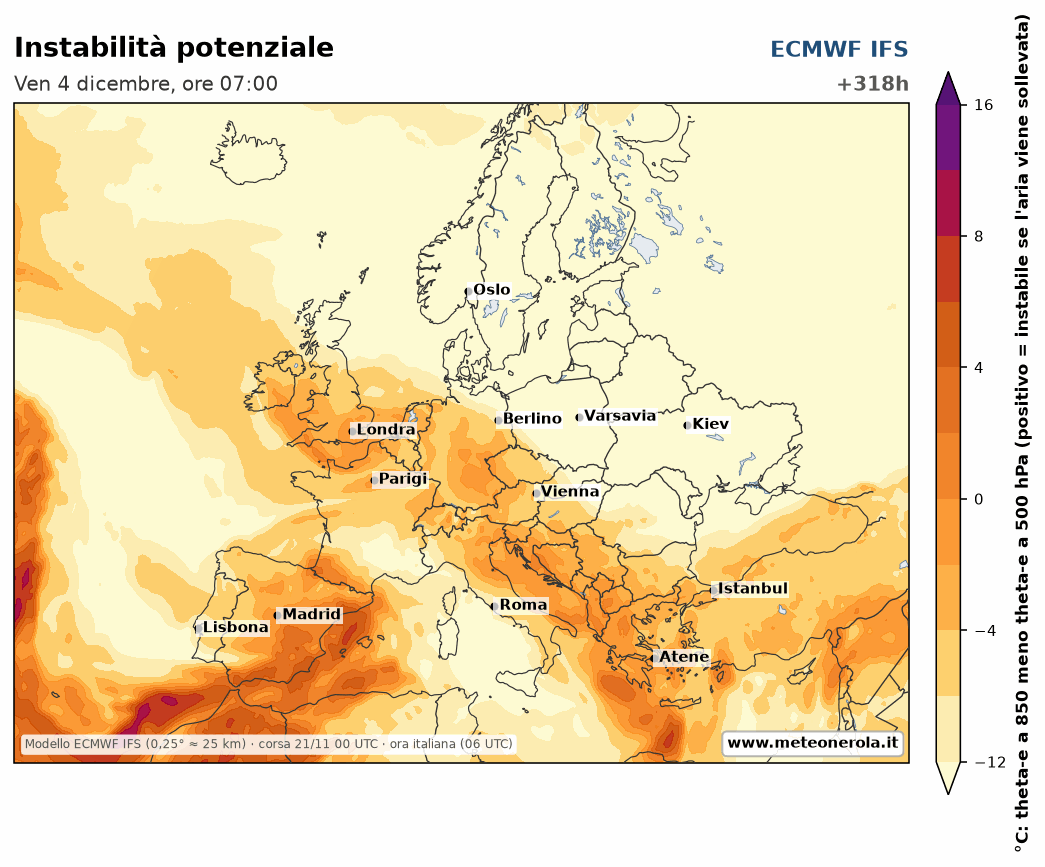 Instabilità potenziale
ECMWF IFS
Ven 4 dicembre, ore 07:00
+318h
Oslo
Berlino
Varsavia
Kiev
Londra
Parigi
Vienna
Istanbul
Roma
Madrid
Lisbona
Atene
Modello ECMWF IFS (0,25° ≈ 25 km) · corsa 21/11 00 UTC · ora italiana (06 UTC)
www.meteonerola.it
16
8
4
0
−4
−12
°C: theta-e a 850 meno theta-e a 500 hPa (positivo = instabile se l'aria viene sollevata)